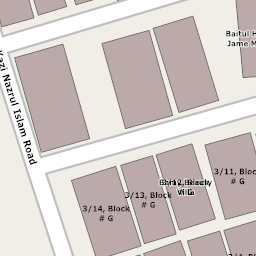 Baitul
Jame
Kazi Nazrul Islam Road
3/11, Block
# G
3/13, Block
# G
3/14, Block
# G